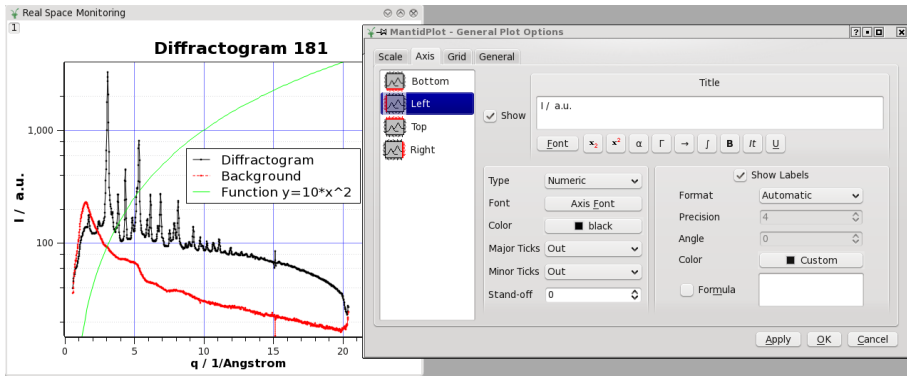 Real Space Monitoring
1
Diffractogram 181
I / a.u.
1,000
100
Diffractogram
Background
Function y=10*x^2
0
5
10
15
20
q / 1/Angstrom
MantidPlot - General Plot Options
Scale Axis Grid General
Bottom
Left
Top
Right
Show
Title
I / a.u.
Font x₂ x² α Γ → ∫ B It U
Type Numeric
Font Axis Font
Color black
Major Ticks Out
Minor Ticks Out
Stand-off 0
Show Labels
Format Automatic
Precision 4
Angle 0
Color Custom
Formula
Apply OK Cancel